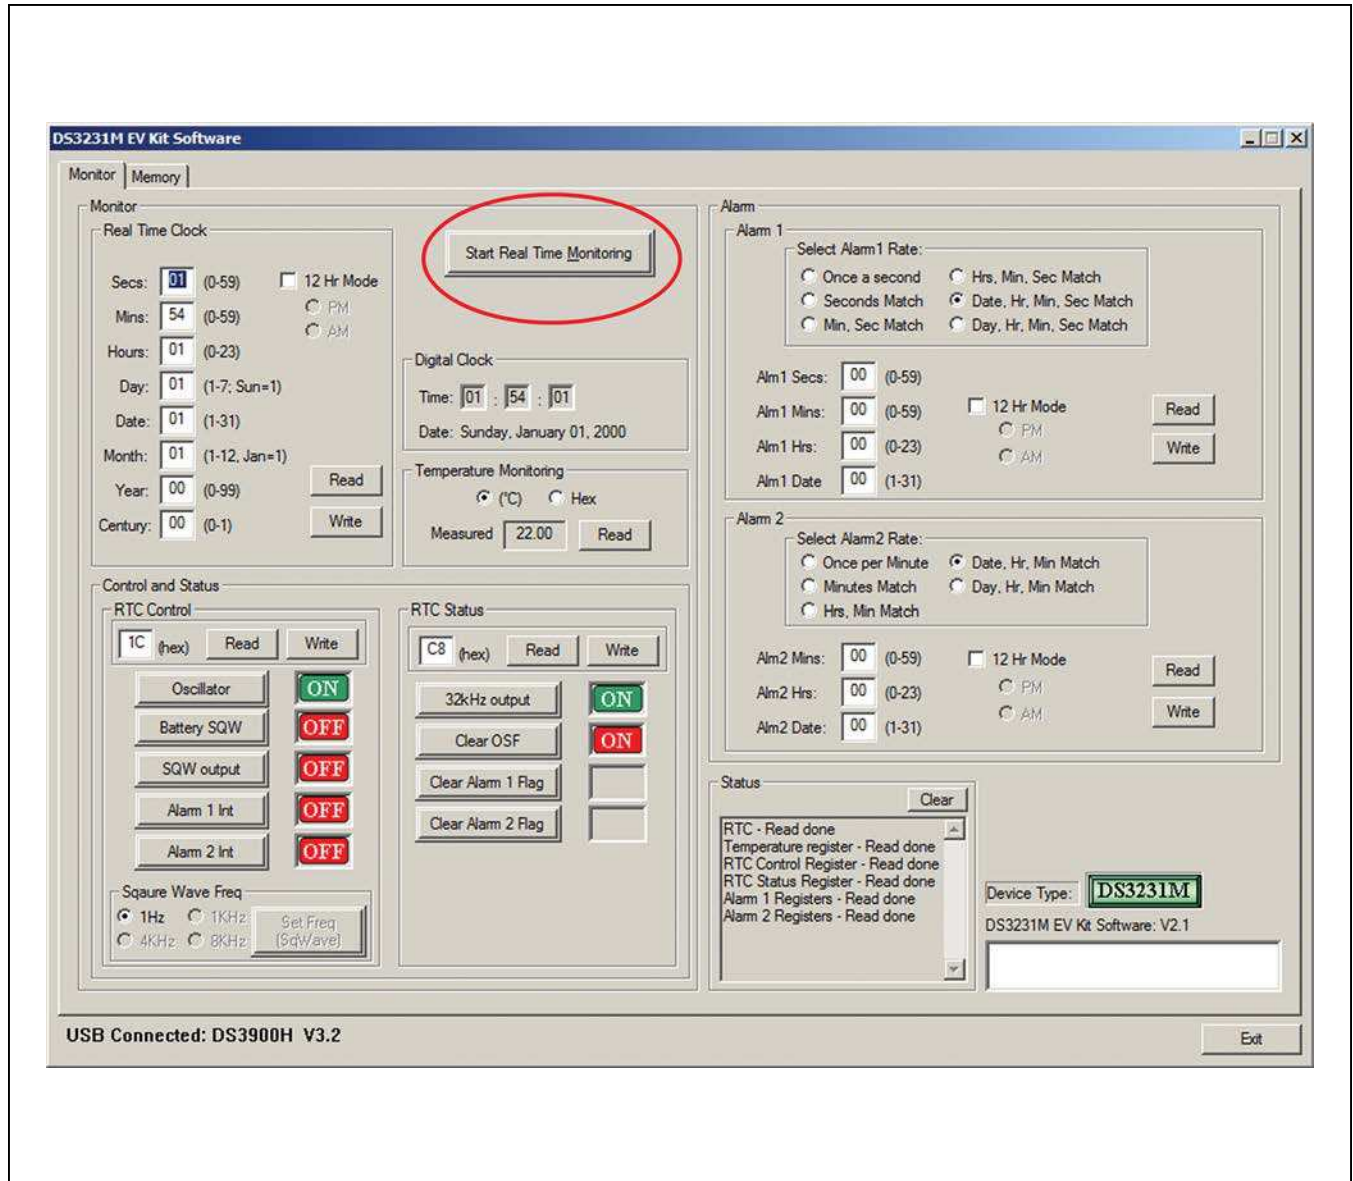 DS3231M EV Kit Software
Monitor Memory
Monitor
Real Time Clock
Secs: 01 (0-59) 12 Hr Mode
Mins: 54 (0-59) PM
AM
Hours: 01 (0-23)
Day: 01 (1-7; Sun=1)
Date: 01 (1-31)
Month: 01 (1-12, Jan=1)
Year: 00 (0-99) Read
Century: 00 (0-1) Write
Start Real Time Monitoring
Digital Clock
Time: 01 : 54 : 01
Date: Sunday, January 01, 2000
Temperature Monitoring
(°C) Hex
Measured 22.00 Read
Control and Status
RTC Control
1C (hex) Read Write
Oscillator ON
Battery SQW OFF
SQW output OFF
Alarm 1 Int OFF
Alarm 2 Int OFF
Sqaure Wave Freq
1Hz 1KHz
4KHz 8KHz
Set Freq
(SqWave)
RTC Status
C8 (hex) Read Write
32kHz output ON
Clear OSF ON
Clear Alarm 1 Flag
Clear Alarm 2 Flag
Alarm
Alarm 1
Select Alarm1 Rate:
Once a second Hrs, Min, Sec Match
Seconds Match Date, Hr, Min, Sec Match
Min, Sec Match Day, Hr, Min, Sec Match
Alm1 Secs: 00 (0-59)
Alm1 Mins: 00 (0-59) 12 Hr Mode Read
PM
Alm1 Hrs: 00 (0-23) AM Write
Alm1 Date 00 (1-31)
Alarm 2
Select Alarm2 Rate:
Once per Minute Date, Hr, Min Match
Minutes Match Day, Hr, Min Match
Hrs, Min Match
Alm2 Mins: 00 (0-59) 12 Hr Mode Read
Alm2 Hrs: 00 (0-23) PM
AM Write
Alm2 Date: 00 (1-31)
Status
Clear
RTC - Read done
Temperature register - Read done
RTC Control Register - Read done
RTC Status Register - Read done
Alarm 1 Registers - Read done
Alarm 2 Registers - Read done
Device Type: DS3231M
DS3231M EV Kit Software: V2.1
USB Connected: DS3900H V3.2
Exit